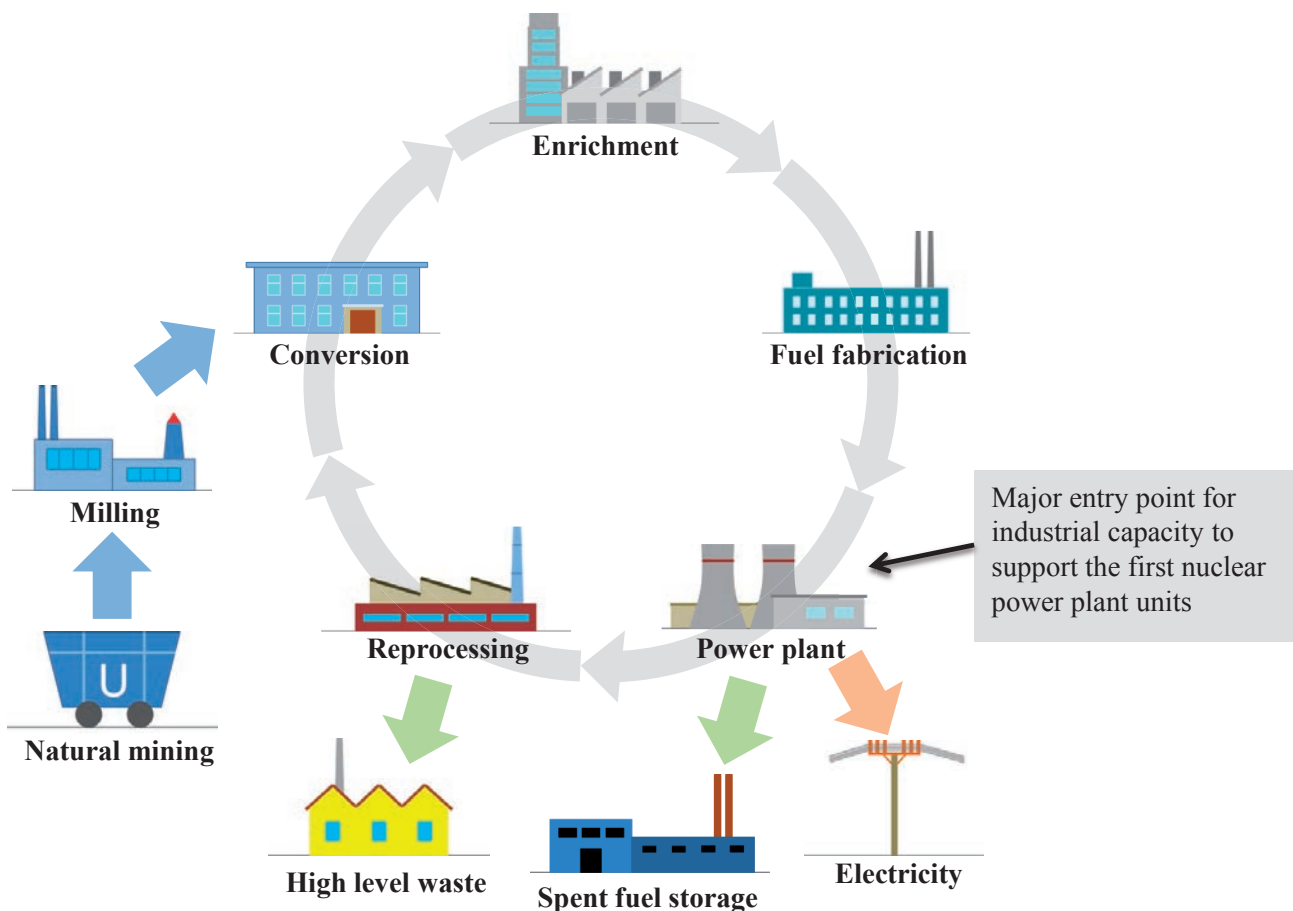 Enrichment
Conversion
Fuel fabrication
Milling
Major entry point for
industrial capacity to
support the first nuclear
power plant units
Reprocessing
Power plant
U
Natural mining
High level waste
Spent fuel storage
Electricity